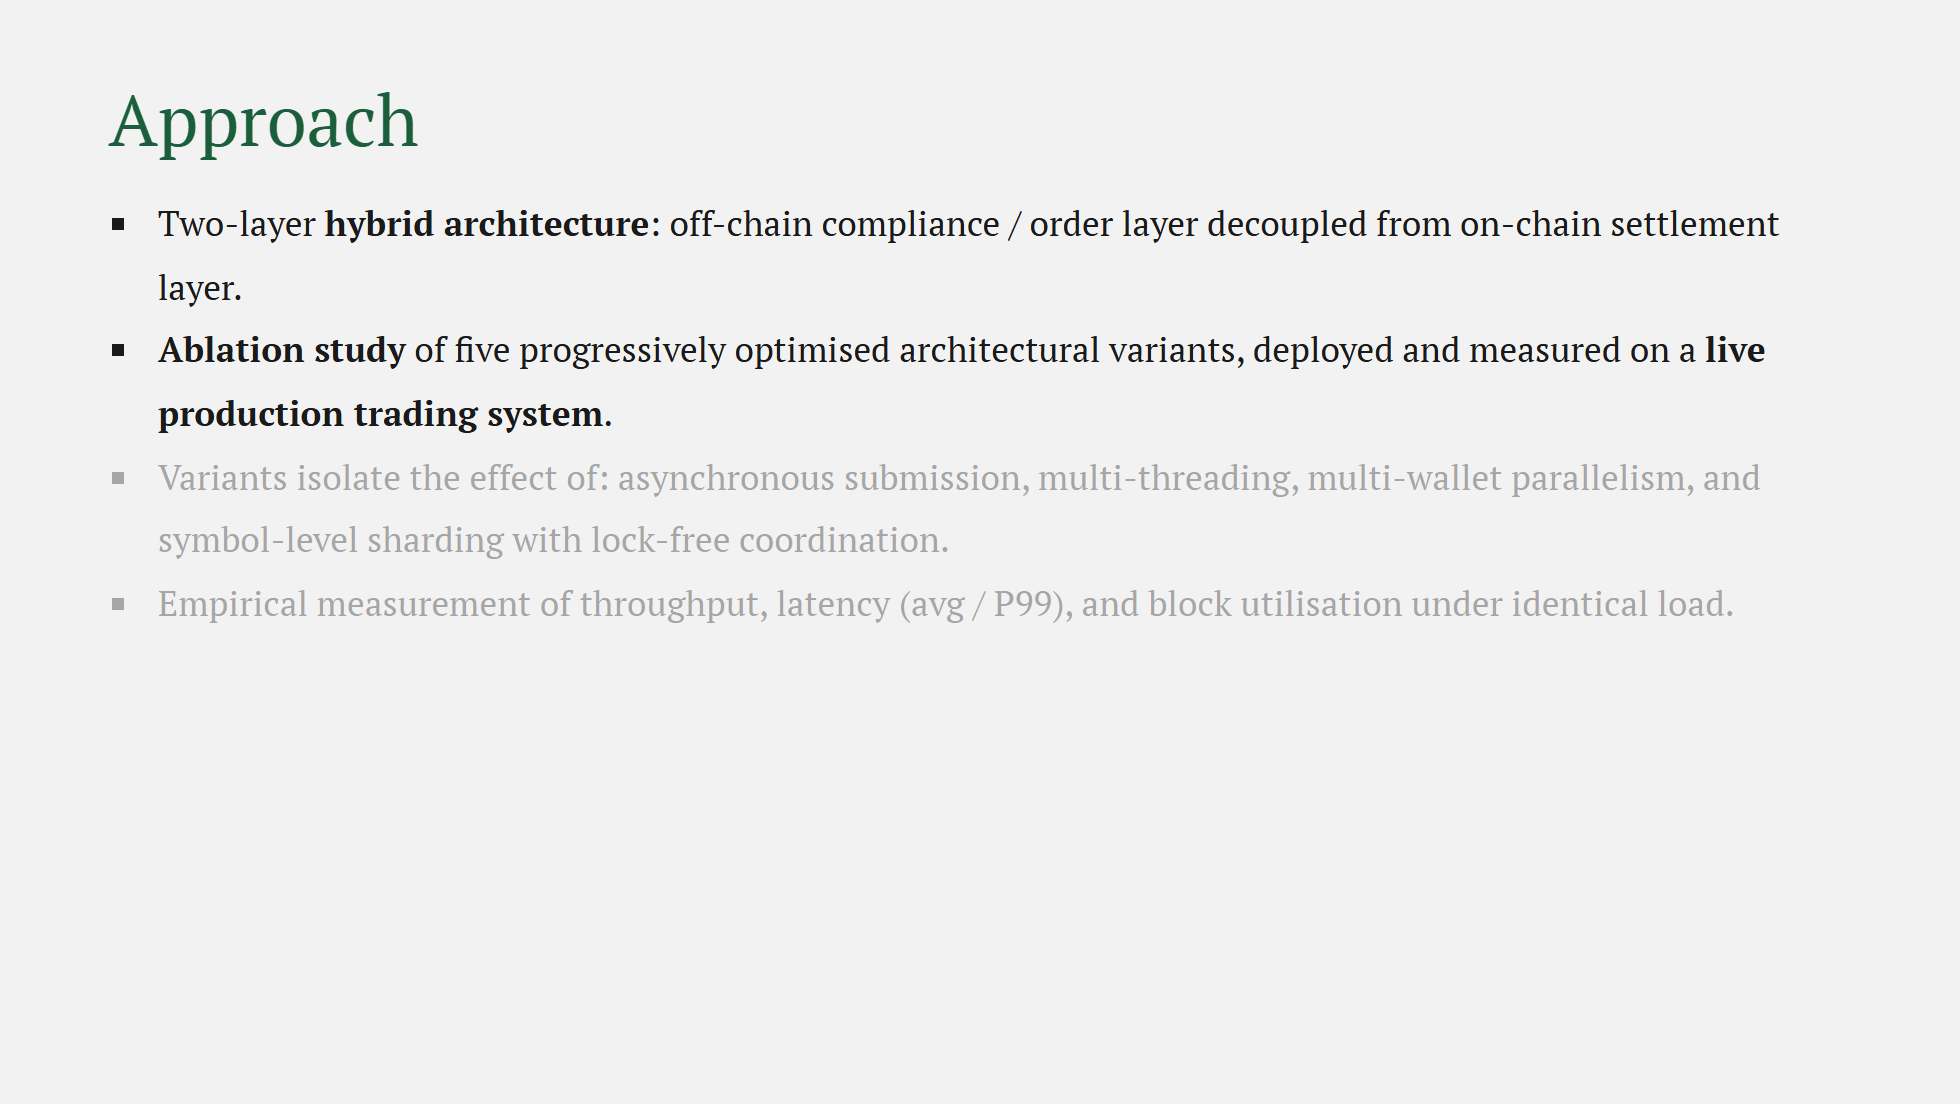 Approach
▪ Two-layer hybrid architecture: off-chain compliance / order layer decoupled from on-chain settlement
layer.
▪ Ablation study of five progressively optimised architectural variants, deployed and measured on a live
production trading system.
▪ Variants isolate the effect of: asynchronous submission, multi-threading, multi-wallet parallelism, and
symbol-level sharding with lock-free coordination.
▪ Empirical measurement of throughput, latency (avg / P99), and block utilisation under identical load.